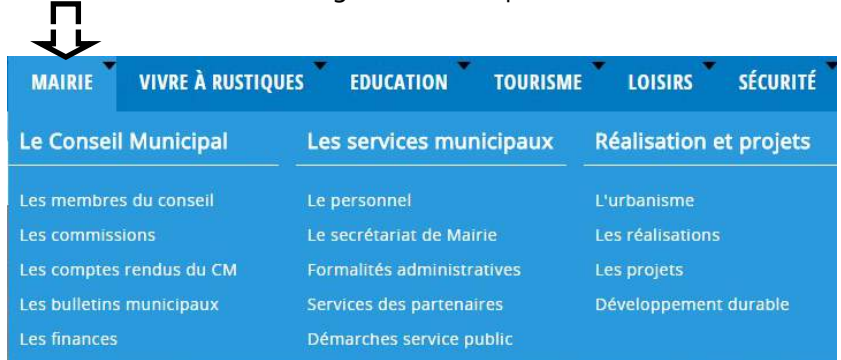 MAIRIE VIVRE À RUSTIQUES EDUCATION TOURISME LOISIRS SÉCURITÉ
Le Conseil Municipal
Les membres du conseil
Les commissions
Les comptes rendus du CM
Les bulletins municipaux
Les finances
Les services municipaux
Le personnel
Le secrétariat de Mairie
Formalités administratives
Services des partenaires
Démarches service public
Réalisation et projets
L'urbanisme
Les réalisations
Les projets
Développement durable